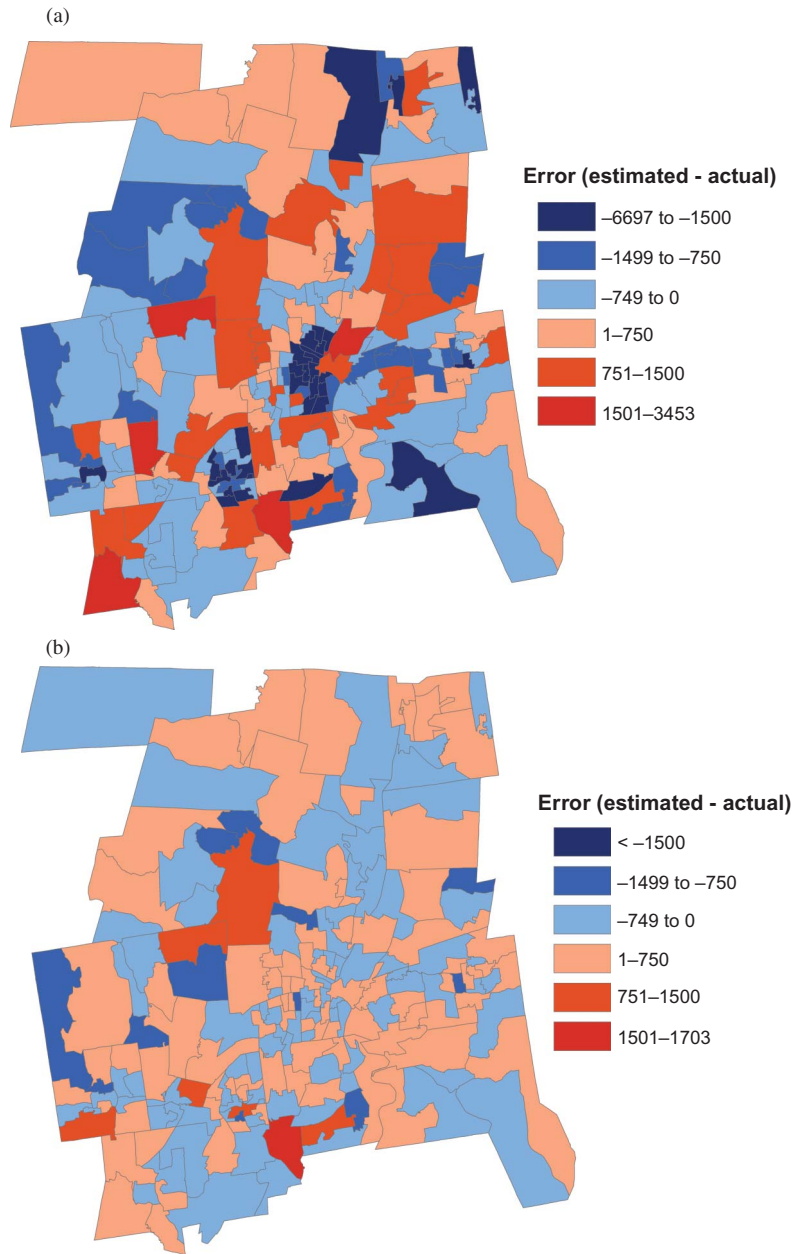 (a)
Error (estimated - actual)
–6697 to –1500
–1499 to –750
–749 to 0
1–750
751–1500
1501–3453
(b)
Error (estimated - actual)
< –1500
–1499 to –750
–749 to 0
1–750
751–1500
1501–1703